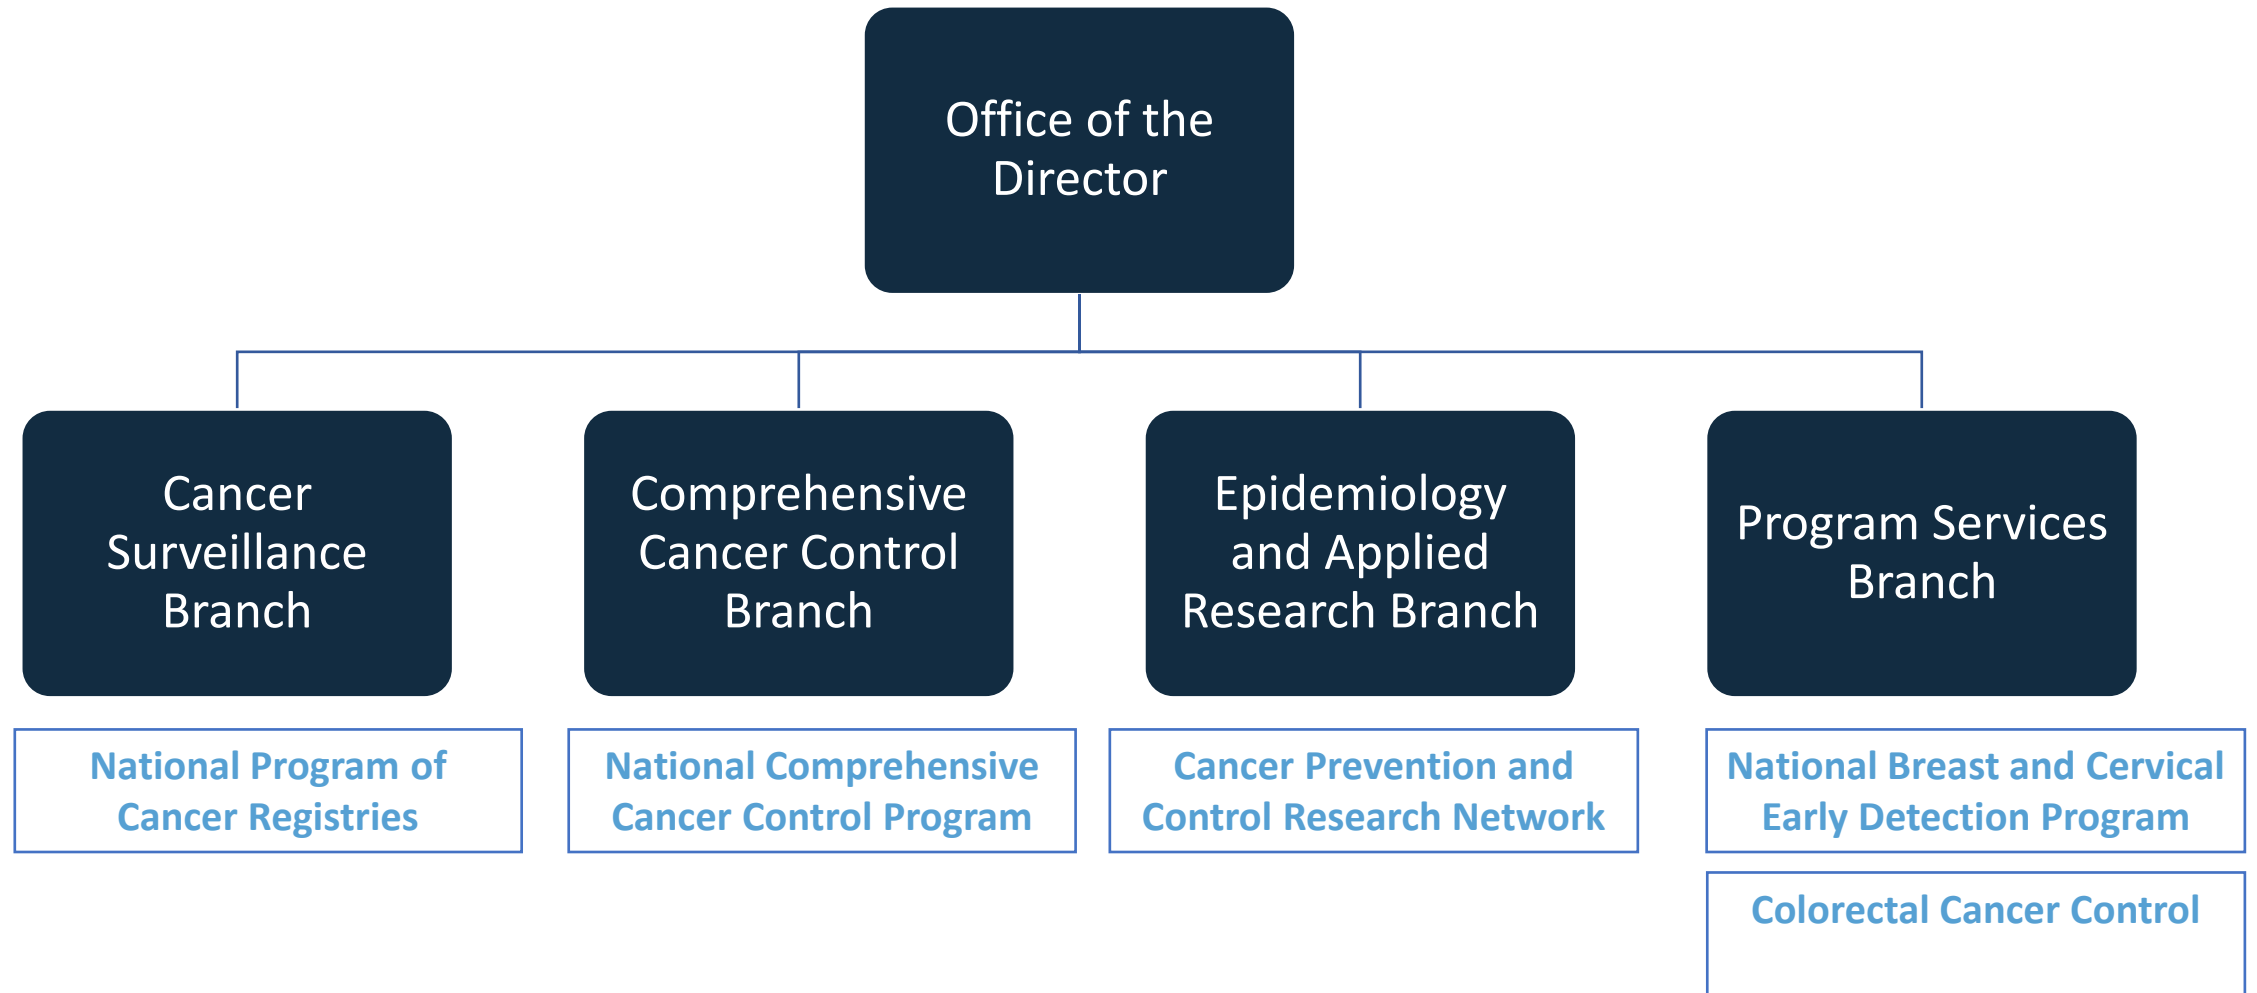 Office of the
Director
Cancer
Surveillance
Branch
Comprehensive
Cancer Control
Branch
Epidemiology
and Applied
Research Branch
Program Services
Branch
National Program of
Cancer Registries
National Comprehensive
Cancer Control Program
Cancer Prevention and
Control Research Network
National Breast and Cervical
Early Detection Program
Colorectal Cancer Control